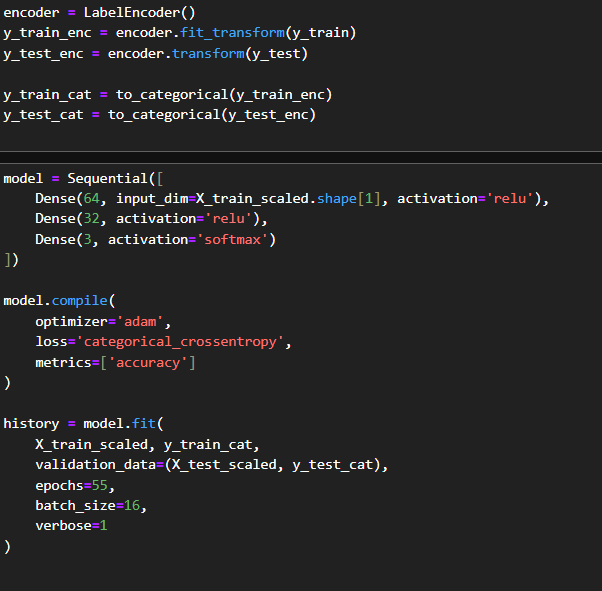 encoder = LabelEncoder()
y_train_enc = encoder.fit_transform(y_train)
y_test_enc = encoder.transform(y_test)
y_train_cat = to_categorical(y_train_enc)
y_test_cat = to_categorical(y_test_enc)
model = Sequential([
    Dense(64, input_dim=X_train_scaled.shape[1], activation='relu'),
    Dense(32, activation='relu'),
    Dense(3, activation='softmax')
])
model.compile(
    optimizer='adam',
    loss='categorical_crossentropy',
    metrics=['accuracy']
)
history = model.fit(
    X_train_scaled, y_train_cat,
    validation_data=(X_test_scaled, y_test_cat),
    epochs=55,
    batch_size=16,
    verbose=1
)